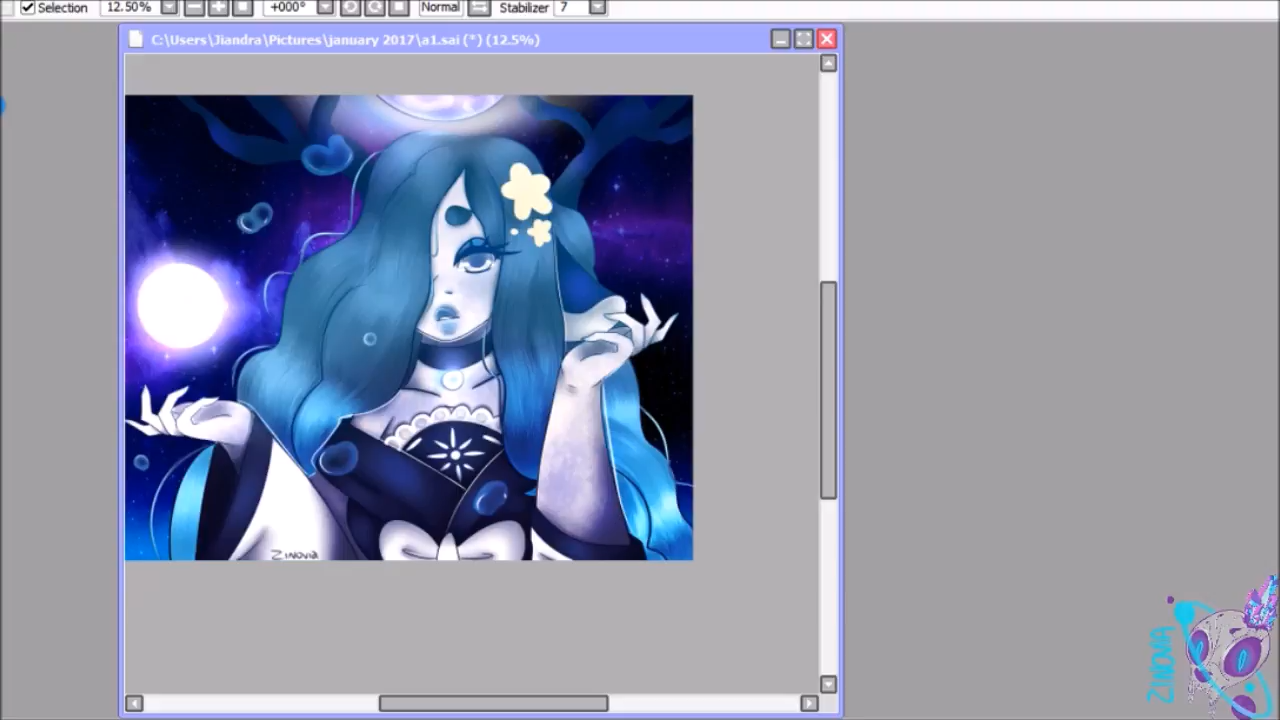 Selection 12.50% +000° Normal Stabilizer 7
C:\Users\Jiandra\Pictures\january 2017\a1.sai (*) (12.5%)
ZINOVIA
ZINOVIA